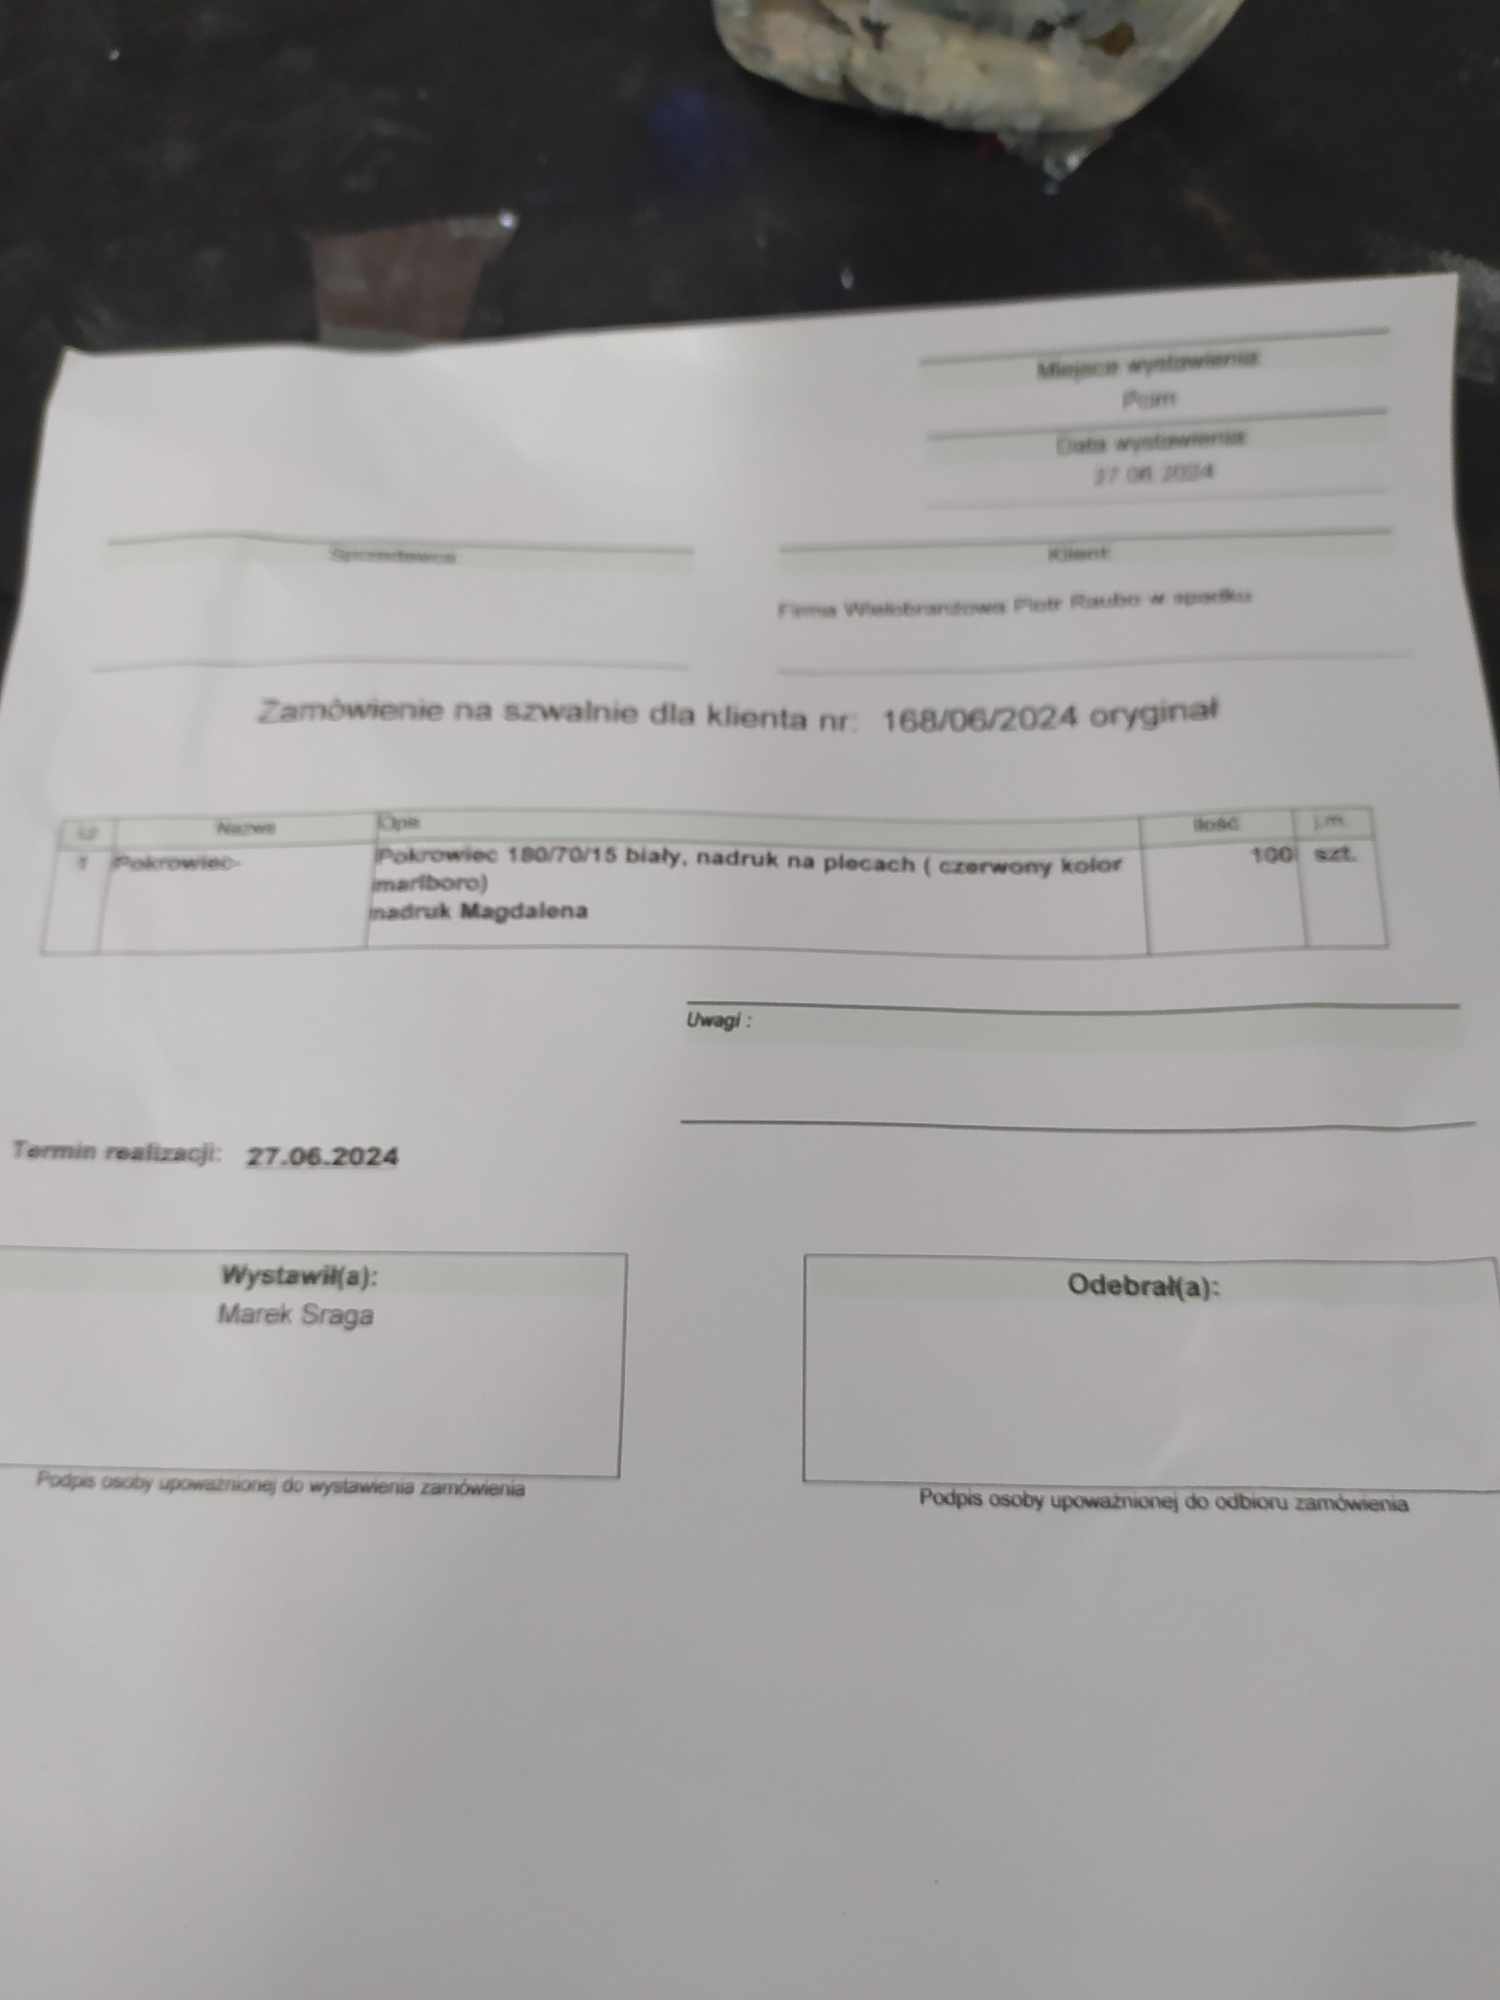 Miejsce wystawienia
Pcim
Data wystawienia
27.06.2024
Sprzedawca
Klient
Firma Wielobranżowa Piotr Raubo w spadku
Zamówienie na szwalnie dla klienta nr: 168/06/2024 oryginał
Lp Nazwa Opis Ilość j.m.
1 Pokrowiec- Pokrowiec 180/70/15 biały, nadruk na plecach ( czerwony kolor 100 szt.
marlboro)
nadruk Magdalena
Uwagi :
Termin realizacji: 27.06.2024
Wystawił(a):
Marek Sraga
Odebrał(a):
Podpis osoby upoważnionej do wystawienia zamówienia
Podpis osoby upoważnionej do odbioru zamówienia